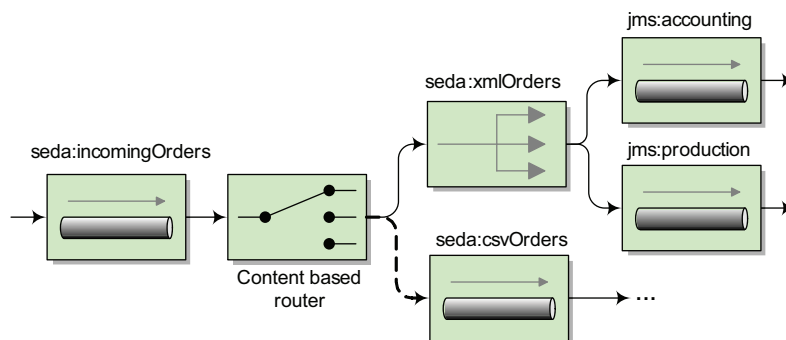 jms:accounting
seda:xmlOrders
seda:incomingOrders
jms:production
seda:csvOrders
Content based
router
...